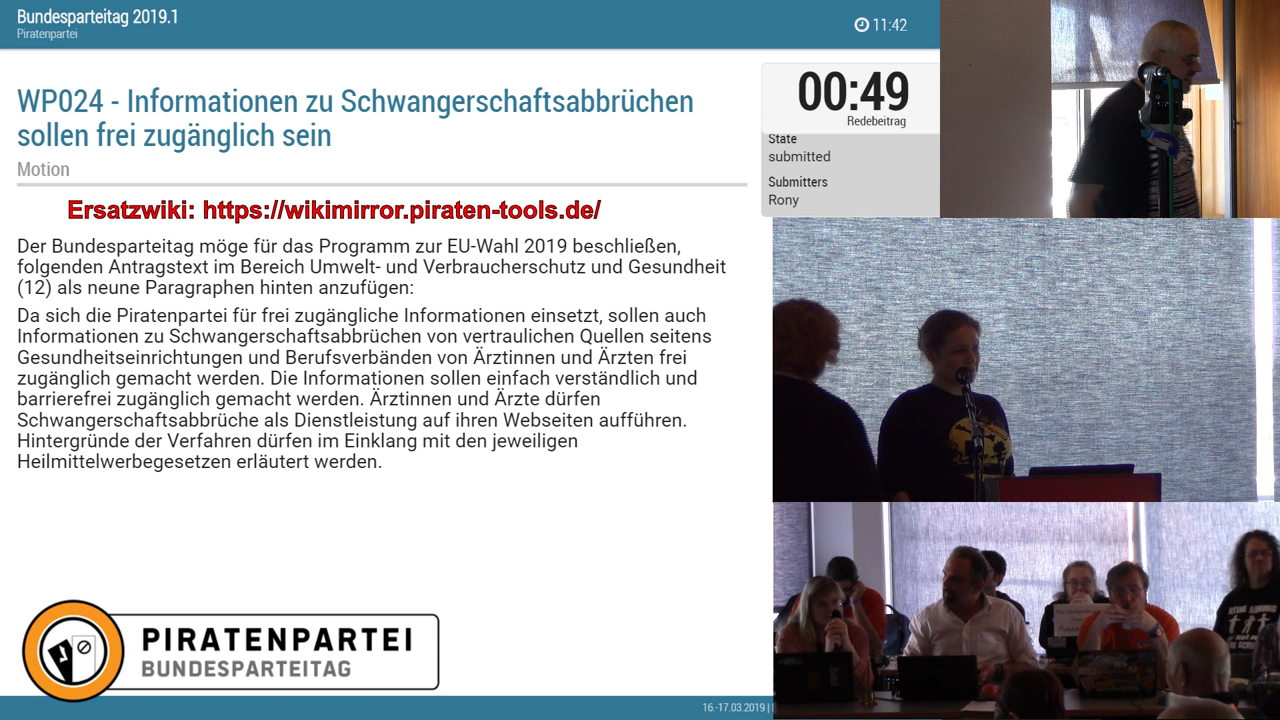 Bundesparteitag 2019.1
Piratenpartei
11:42
WP024 - Informationen zu Schwangerschaftsabbrüchen
sollen frei zugänglich sein
Motion
00:49
Redebeitrag
State
submitted
Submitters
Rony
Ersatzwiki: https://wikimirror.piraten-tools.de/
Der Bundesparteitag möge für das Programm zur EU-Wahl 2019 beschließen,
folgenden Antragstext im Bereich Umwelt- und Verbraucherschutz und Gesundheit
(12) als neune Paragraphen hinten anzufügen:
Da sich die Piratenpartei für frei zugängliche Informationen einsetzt, sollen auch
Informationen zu Schwangerschaftsabbrüchen von vertraulichen Quellen seitens
Gesundheitseinrichtungen und Berufsverbänden von Ärztinnen und Ärzten frei
zugänglich gemacht werden. Die Informationen sollen einfach verständlich und
barrierefrei zugänglich gemacht werden. Ärztinnen und Ärzte dürfen
Schwangerschaftsabbrüche als Dienstleistung auf ihren Webseiten aufführen.
Hintergründe der Verfahren dürfen im Einklang mit den jeweiligen
Heilmittelwerbegesetzen erläutert werden.
PIRATENPARTEI
BUNDESPARTEITAG
16.-17.03.2019 |